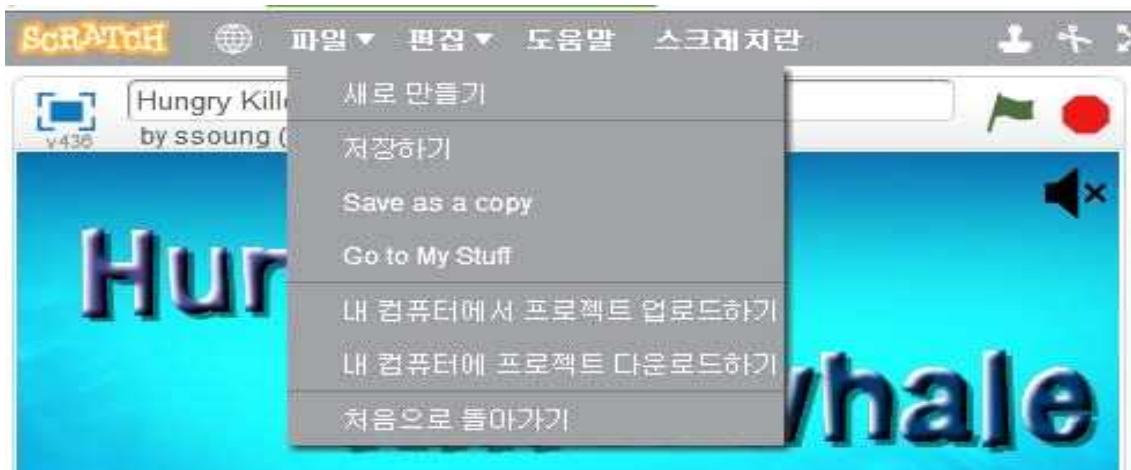 SCRATCH 파일▼ 편집▼ 도움말 스크래치란
v436
Hungry Kill
by ssoung (
새로 만들기
저장하기
Save as a copy
Go to My Stuff
내 컴퓨터에서 프로젝트 업로드하기
내 컴퓨터에 프로젝트 다운로드하기
처음으로 돌아가기
Hun
whale